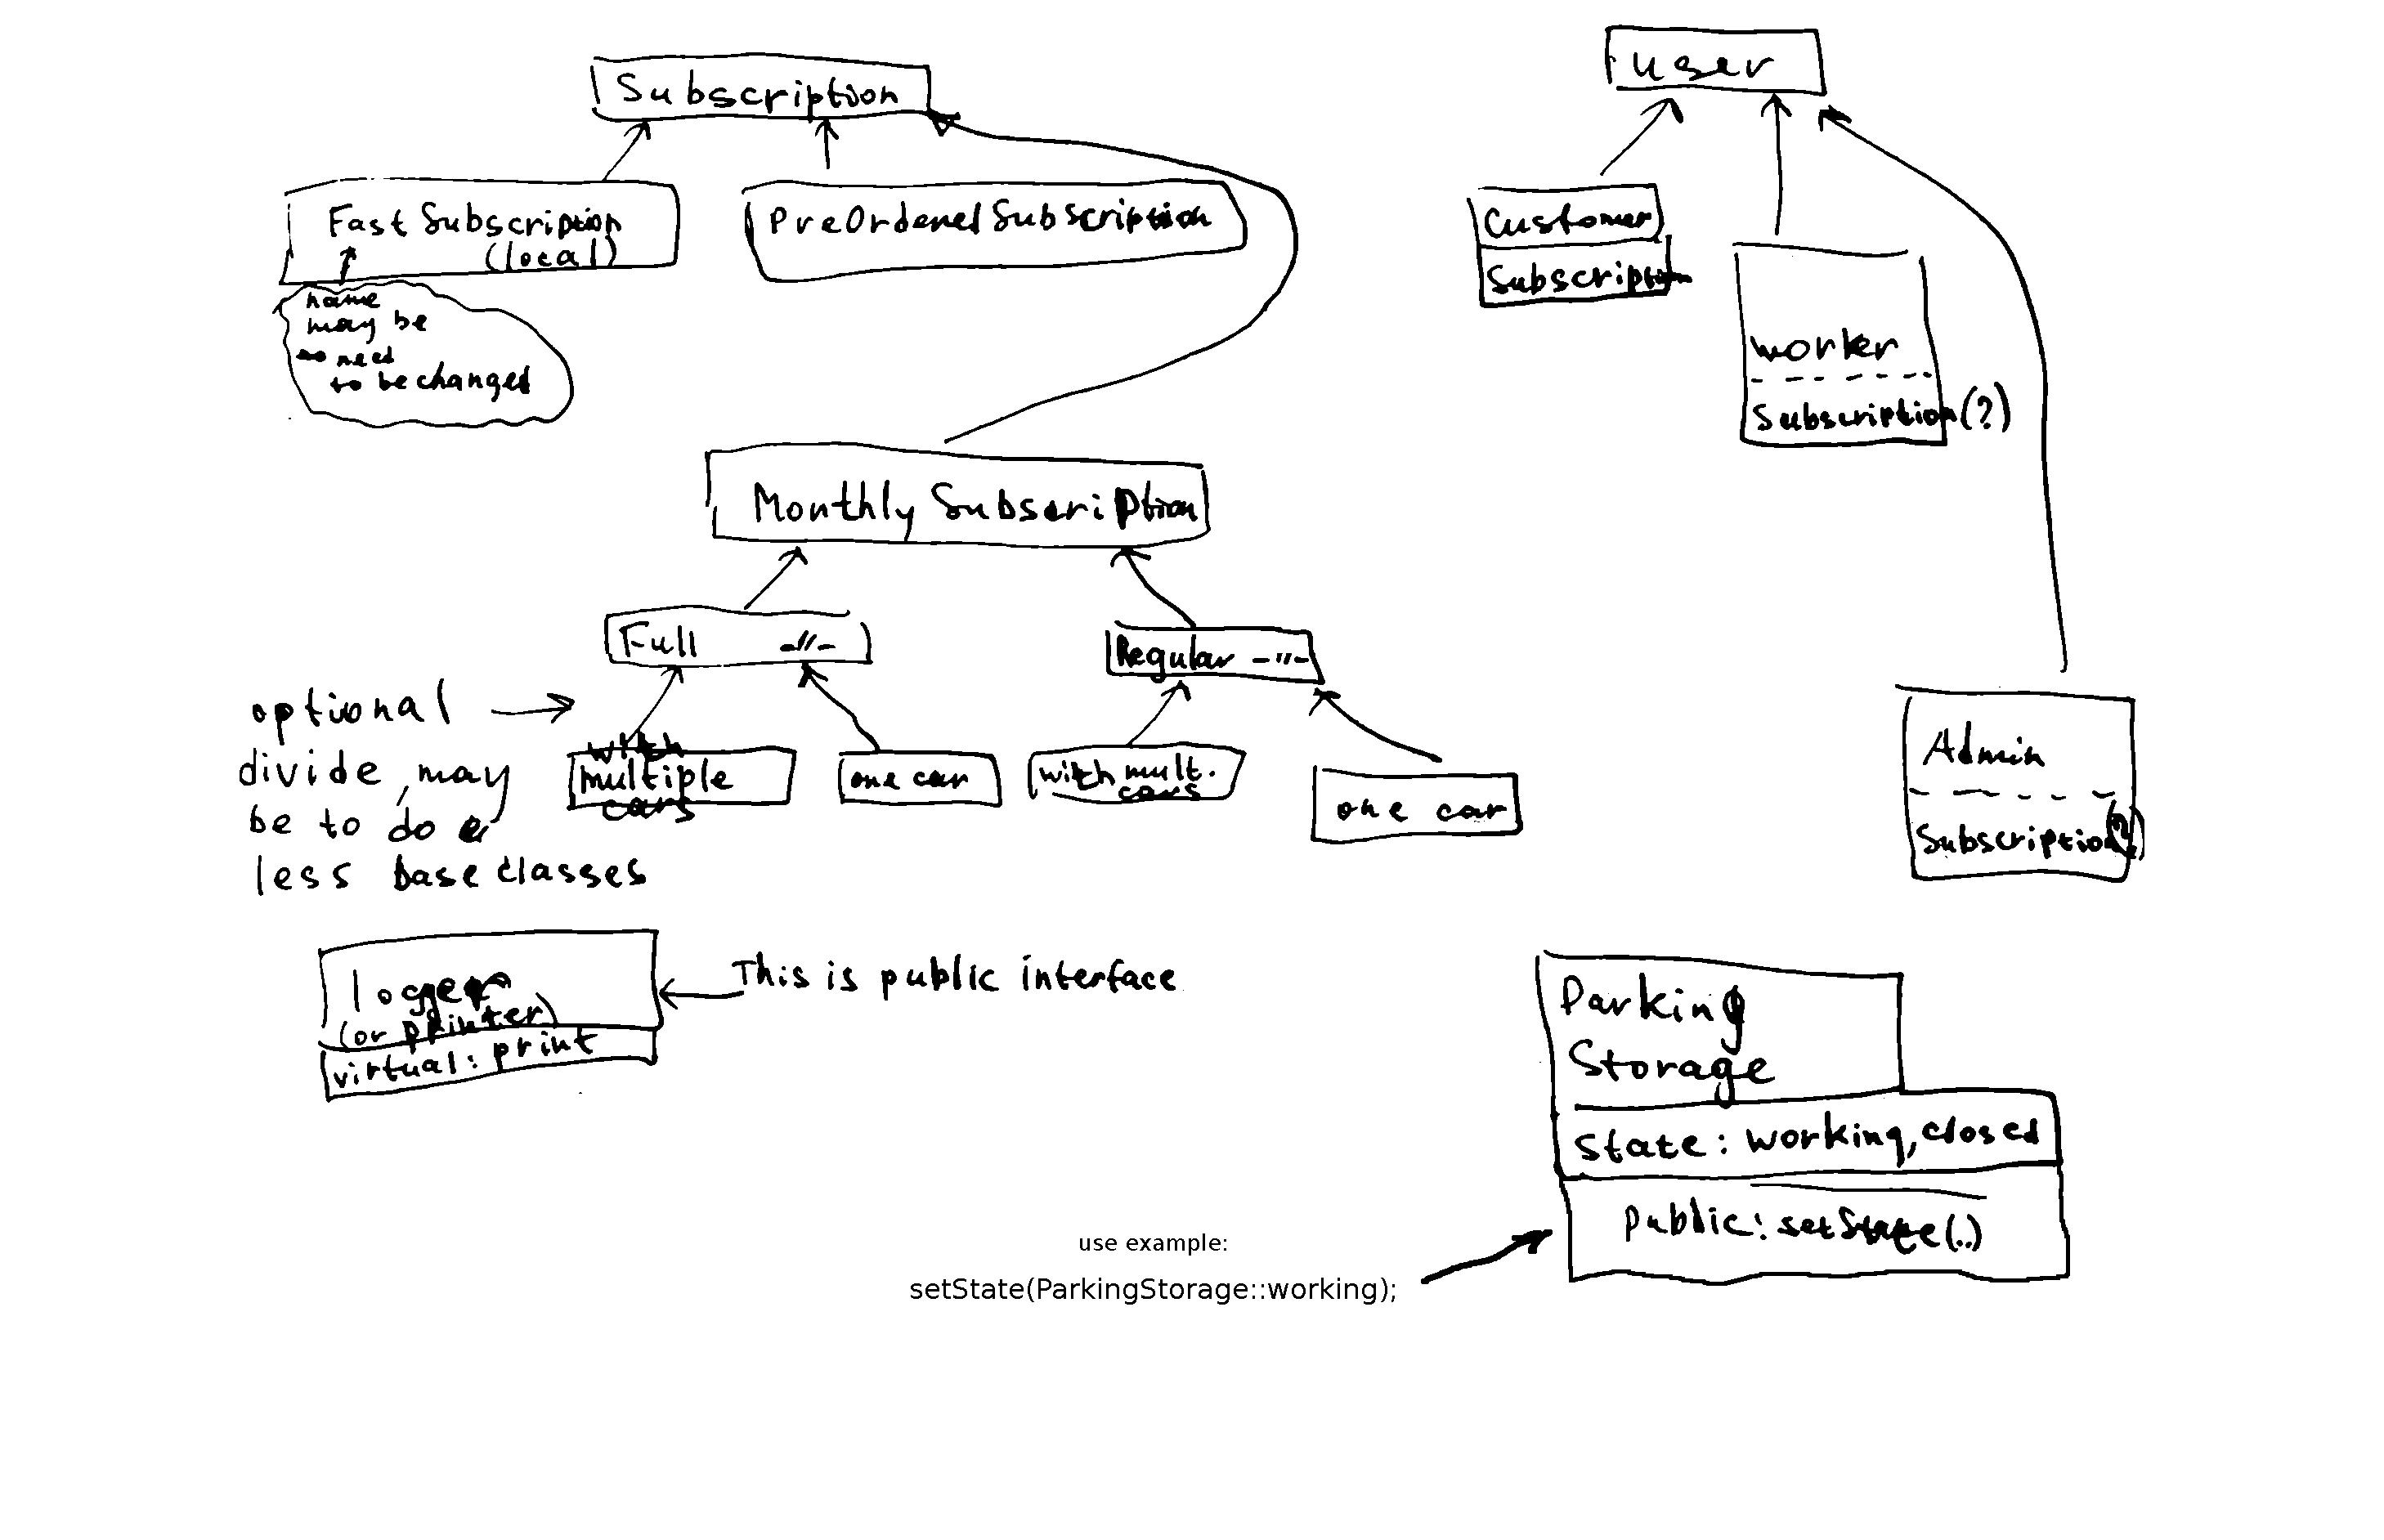 Subscription
user
Fast Subscription
(local)
PreOrdered Subscription
Customer
Subscription
name
may be
need
to be changed
worker
Subscription(?)
Monthly Subscription
Full -"-
Regular -"-
optional
divide, may
be to do
less base classes
with
multiple
cars
one car
with mult.
cars
one car
Admin
Subscription(?)
logger
(or printer)
virtual: print
This is public interface
Parking
Storage
State: working, closed
Public: setState(..)
use example:
setState(ParkingStorage::working);